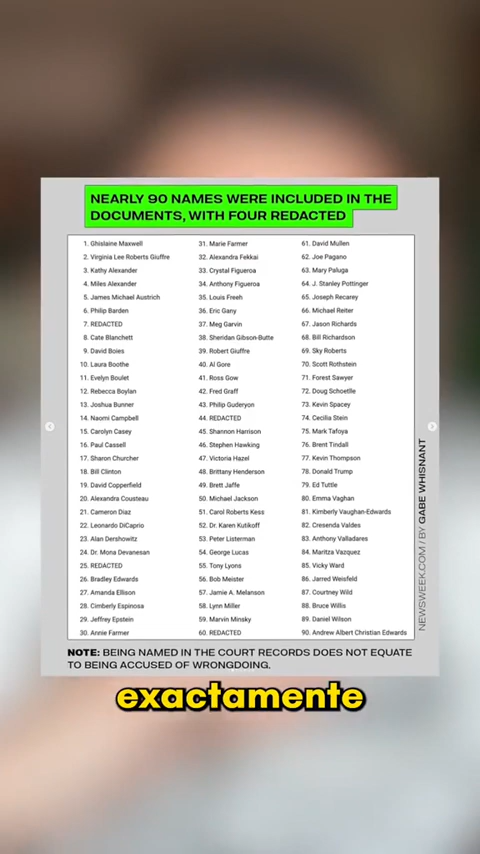 NEARLY 90 NAMES WERE INCLUDED IN THE
DOCUMENTS, WITH FOUR REDACTED
1. Ghislaine Maxwell
2. Virginia Lee Roberts Giuffre
3. Kathy Alexander
4. Miles Alexander
5. James Michael Austrich
6. Philip Barden
7. REDACTED
8. Cate Blanchett
9. David Boies
10. Laura Boothe
11. Evelyn Boulet
12. Rebecca Boylan
13. Joshua Bunner
14. Naomi Campbell
15. Carolyn Casey
16. Paul Cassell
17. Sharon Churcher
18. Bill Clinton
19. David Copperfield
20. Alexandra Cousteau
21. Cameron Diaz
22. Leonardo DiCaprio
23. Alan Dershowitz
24. Dr. Mona Devanesan
25. REDACTED
26. Bradley Edwards
27. Amanda Ellison
28. Cimberly Espinosa
29. Jeffrey Epstein
30. Annie Farmer
31. Marie Farmer
32. Alexandra Fekkai
33. Crystal Figueroa
34. Anthony Figueroa
35. Louis Freeh
36. Eric Gany
37. Meg Garvin
38. Sheridan Gibson-Butte
39. Robert Giuffre
40. Al Gore
41. Ross Gow
42. Fred Graff
43. Philip Guderyon
44. REDACTED
45. Shannon Harrison
46. Stephen Hawking
47. Victoria Hazel
48. Brittany Henderson
49. Brett Jaffe
50. Michael Jackson
51. Carol Roberts Kess
52. Dr. Karen Kutikoff
53. Peter Listerman
54. George Lucas
55. Tony Lyons
56. Bob Meister
57. Jamie A. Melanson
58. Lynn Miller
59. Marvin Minsky
60. REDACTED
61. David Mullen
62. Joe Pagano
63. Mary Paluga
64. J. Stanley Pottinger
65. Joseph Recarey
66. Michael Reiter
67. Jason Richards
68. Bill Richardson
69. Sky Roberts
70. Scott Rothstein
71. Forest Sawyer
72. Doug Schoetlle
73. Kevin Spacey
74. Cecilia Stein
75. Mark Tafoya
76. Brent Tindall
77. Kevin Thompson
78. Donald Trump
79. Ed Tuttle
80. Emma Vaghan
81. Kimberly Vaughan-Edwards
82. Cresenda Valdes
83. Anthony Valladares
84. Maritza Vazquez
85. Vicky Ward
86. Jarred Weisfeld
87. Courtney Wild
88. Bruce Willis
89. Daniel Wilson
90. Andrew Albert Christian Edwards
NEWSWEEK.COM / BY GABE WHISNANT
NOTE: BEING NAMED IN THE COURT RECORDS DOES NOT EQUATE
TO BEING ACCUSED OF WRONGDOING.
exactamente